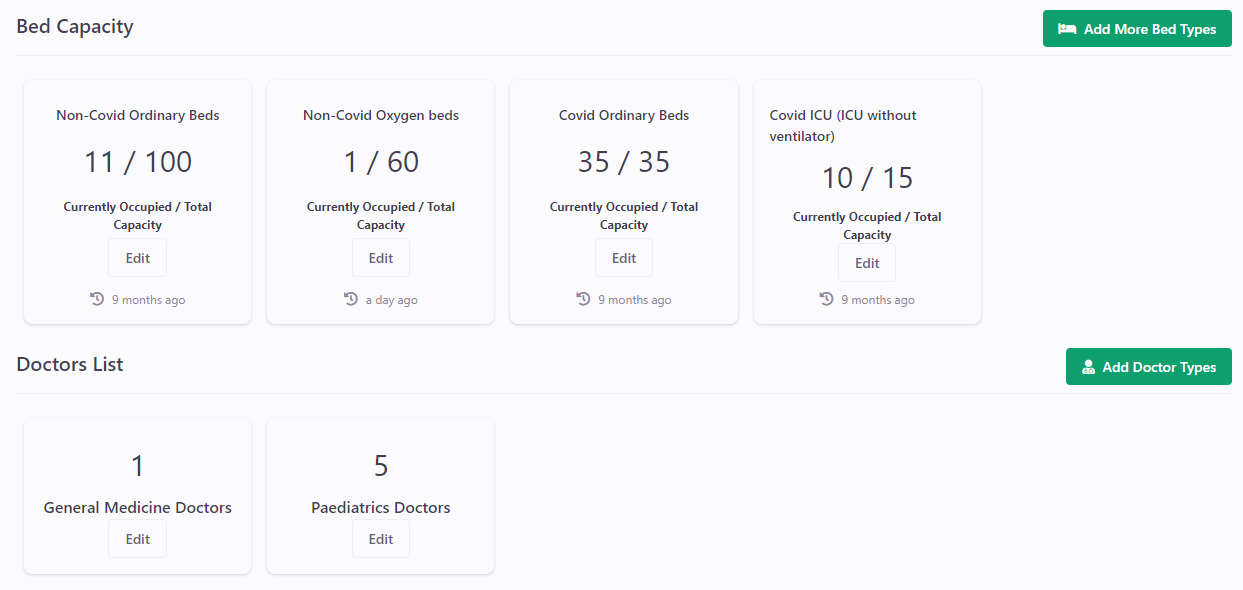 Bed Capacity
Add More Bed Types
Non-Covid Ordinary Beds
11 / 100
Currently Occupied / Total
Capacity
Edit
9 months ago
Non-Covid Oxygen beds
1 / 60
Currently Occupied / Total
Capacity
Edit
a day ago
Covid Ordinary Beds
35 / 35
Currently Occupied / Total
Capacity
Edit
9 months ago
Covid ICU (ICU without
ventilator)
10 / 15
Currently Occupied / Total
Capacity
Edit
9 months ago
Doctors List
Add Doctor Types
1
General Medicine Doctors
Edit
5
Paediatrics Doctors
Edit